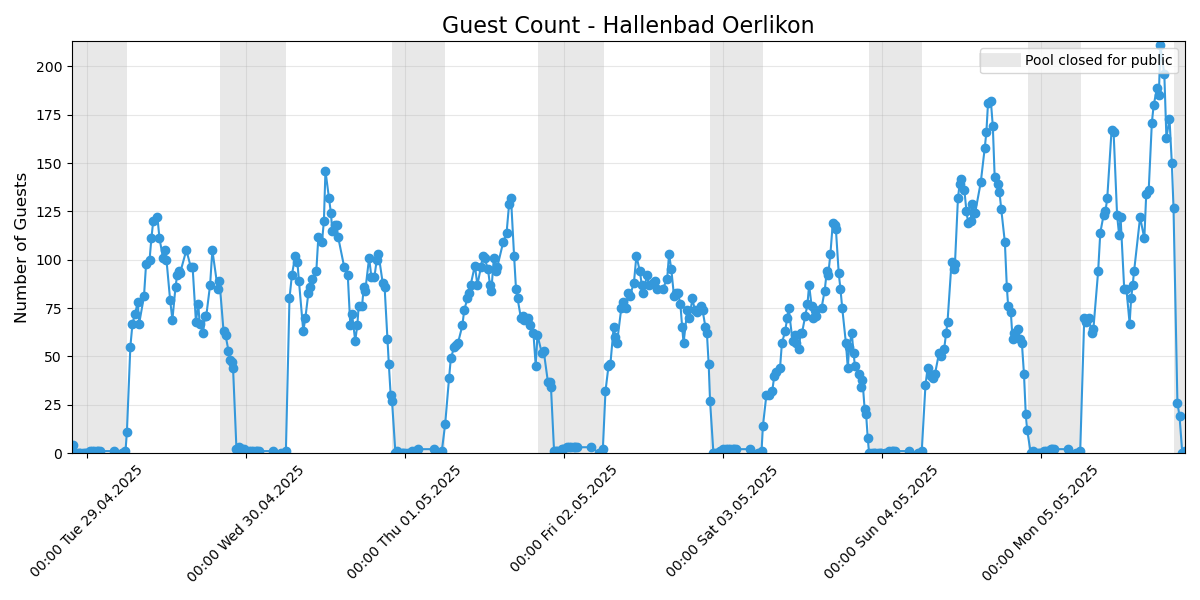 Guest Count - Hallenbad Oerlikon
Pool closed for public
Number of Guests
200
175
150
125
100
75
50
25
0
00:00 Tue 29.04.2025
00:00 Wed 30.04.2025
00:00 Thu 01.05.2025
00:00 Fri 02.05.2025
00:00 Sat 03.05.2025
00:00 Sun 04.05.2025
00:00 Mon 05.05.2025